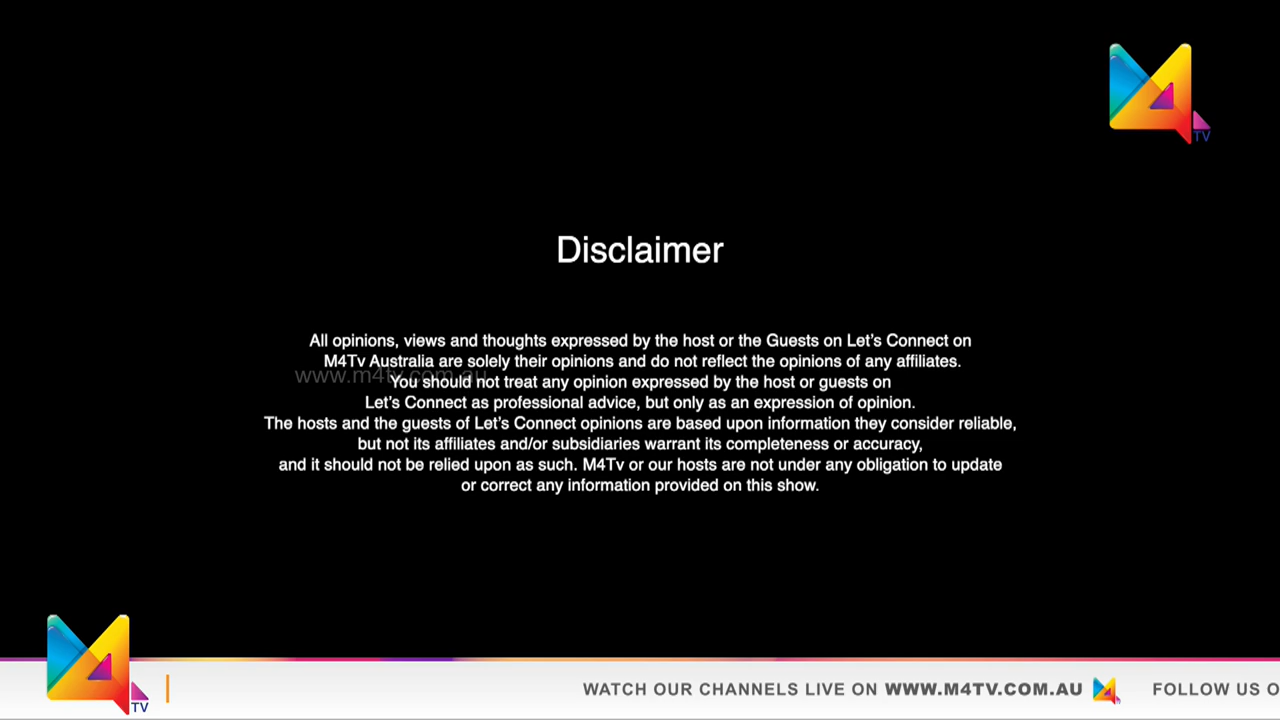 TV
Disclaimer
All opinions, views and thoughts expressed by the host or the Guests on Let's Connect on
M4Tv Australia are solely their opinions and do not reflect the opinions of any affiliates.
www.m4tv.com.au
You should not treat any opinion expressed by the host or guests on
Let's Connect as professional advice, but only as an expression of opinion.
The hosts and the guests of Let's Connect opinions are based upon information they consider reliable,
but not its affiliates and/or subsidiaries warrant its completeness or accuracy,
and it should not be relied upon as such. M4Tv or our hosts are not under any obligation to update
or correct any information provided on this show.
TV
WATCH OUR CHANNELS LIVE ON WWW.M4TV.COM.AU FOLLOW US O